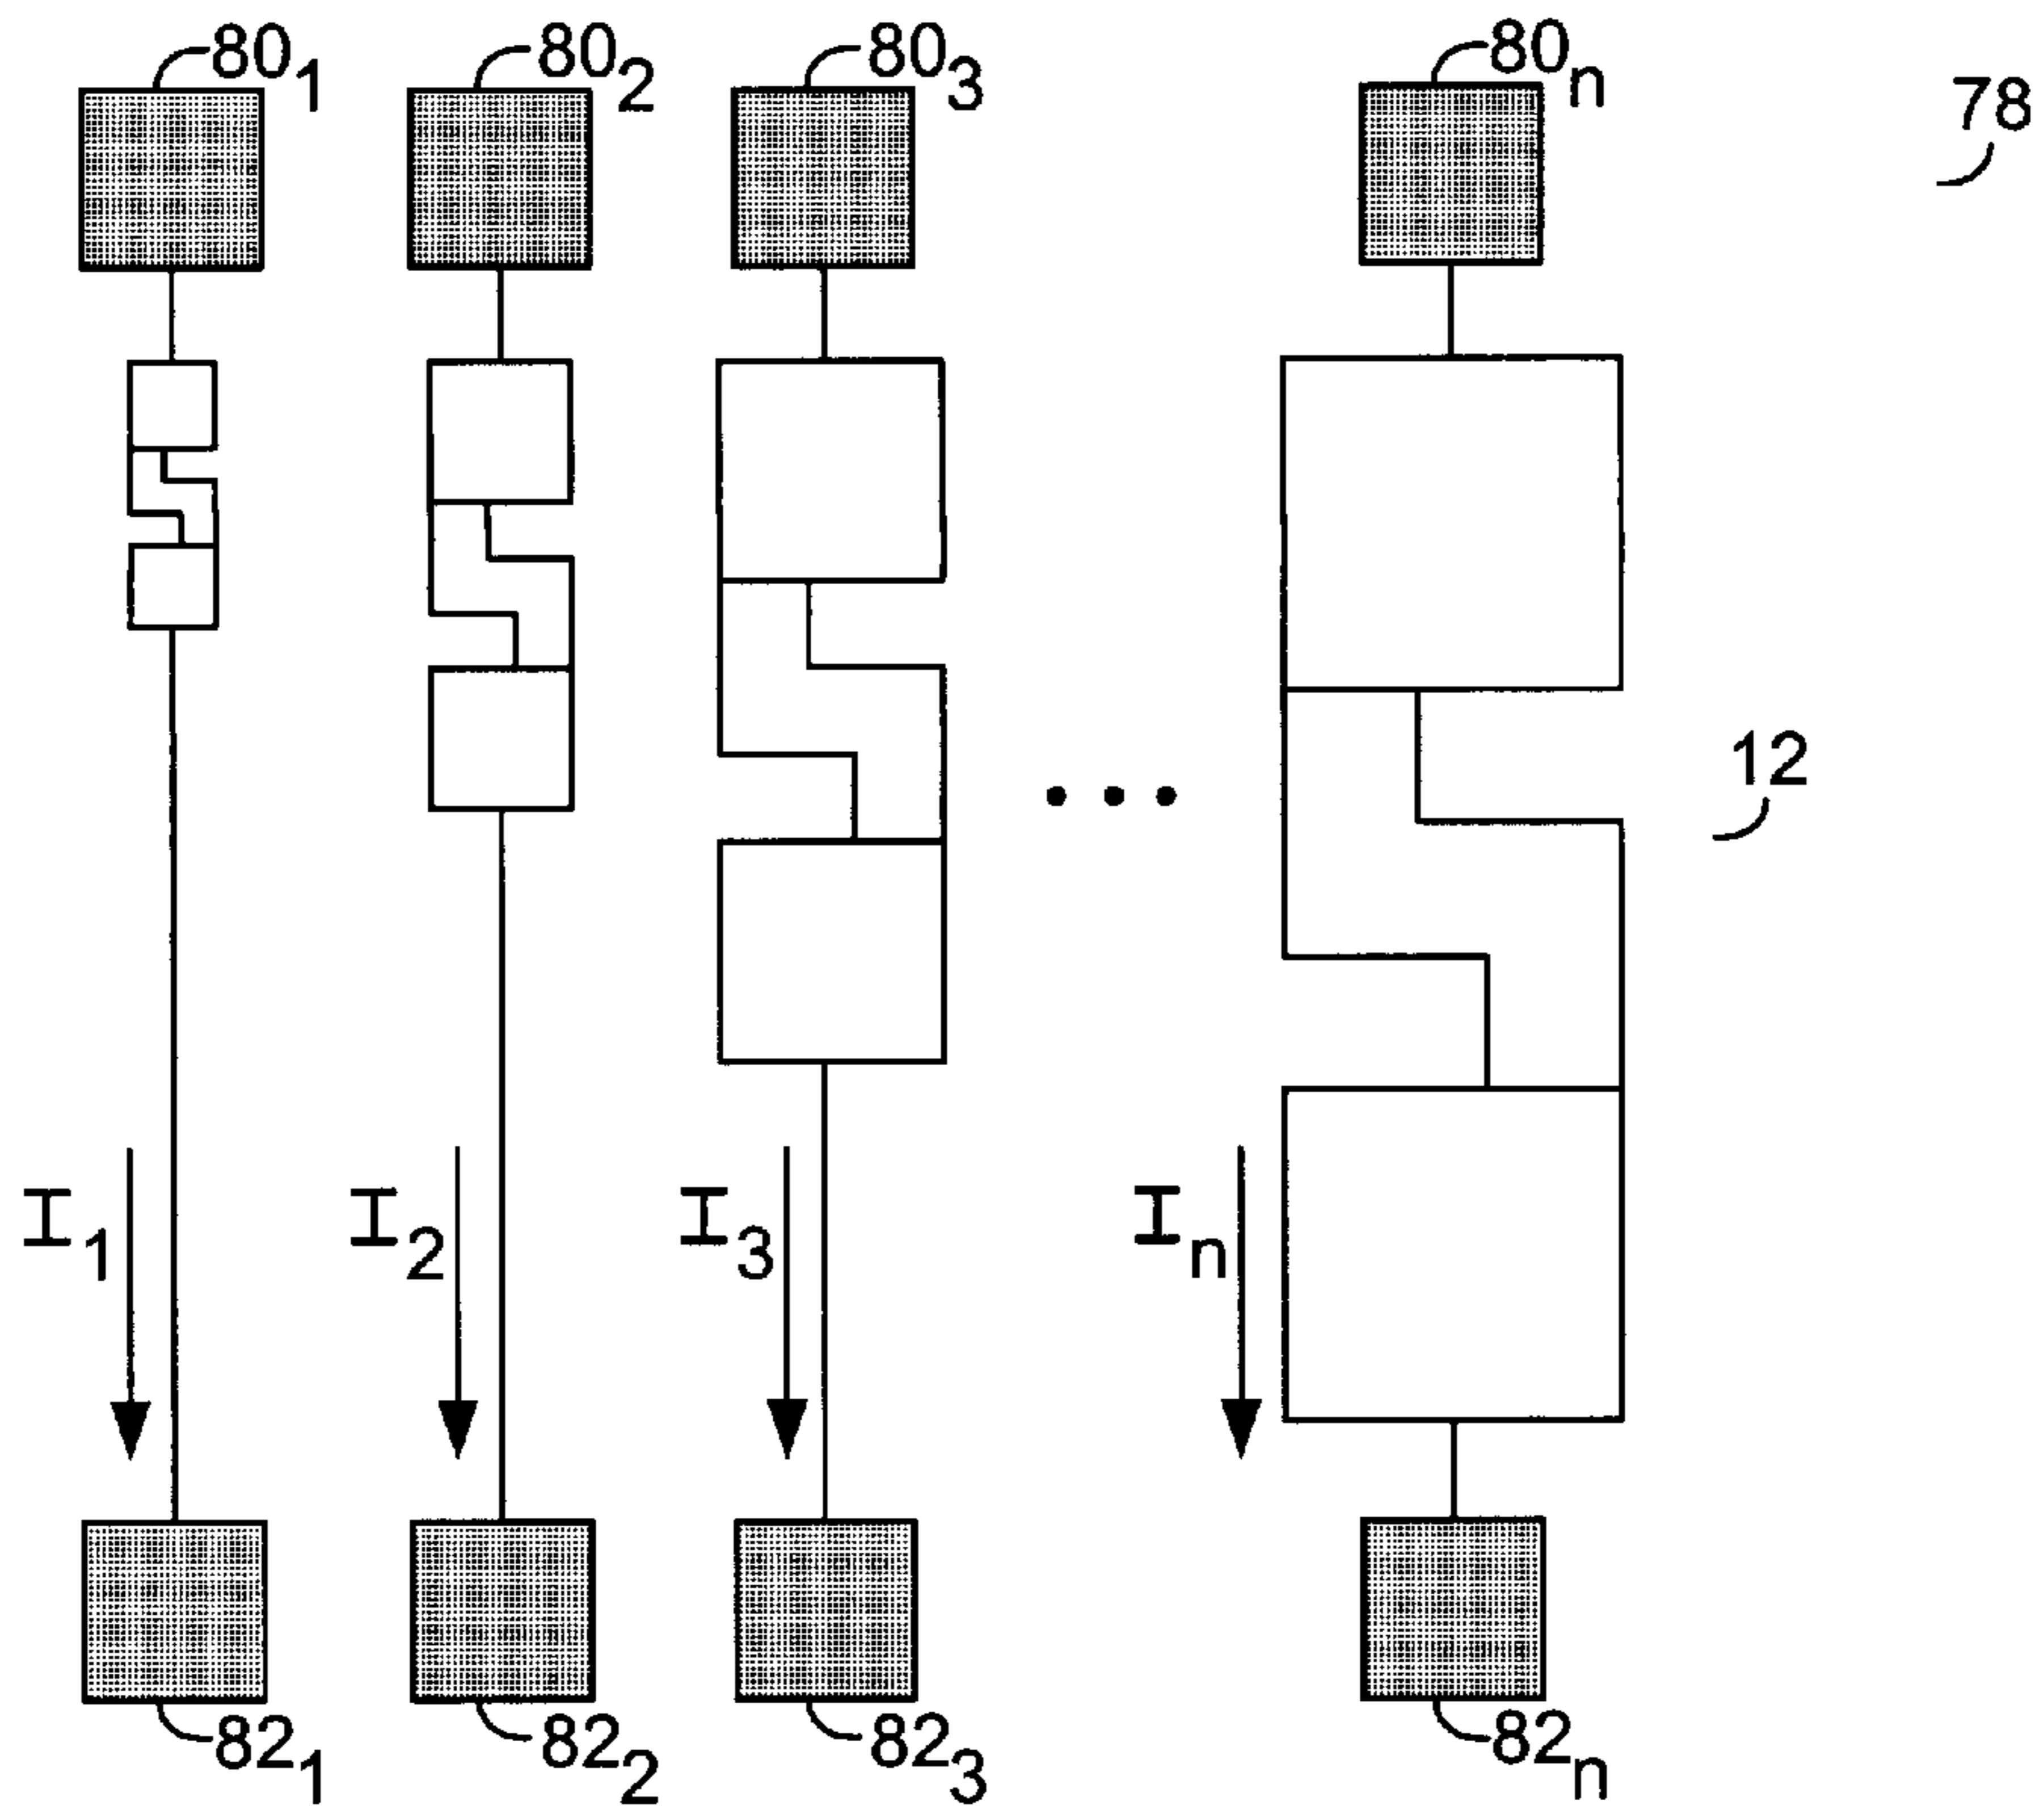 80₁ 80₂ 80₃ 80ₙ
78
12
I₁ I₂ I₃ Iₙ
82₁ 82₂ 82₃ 82ₙ